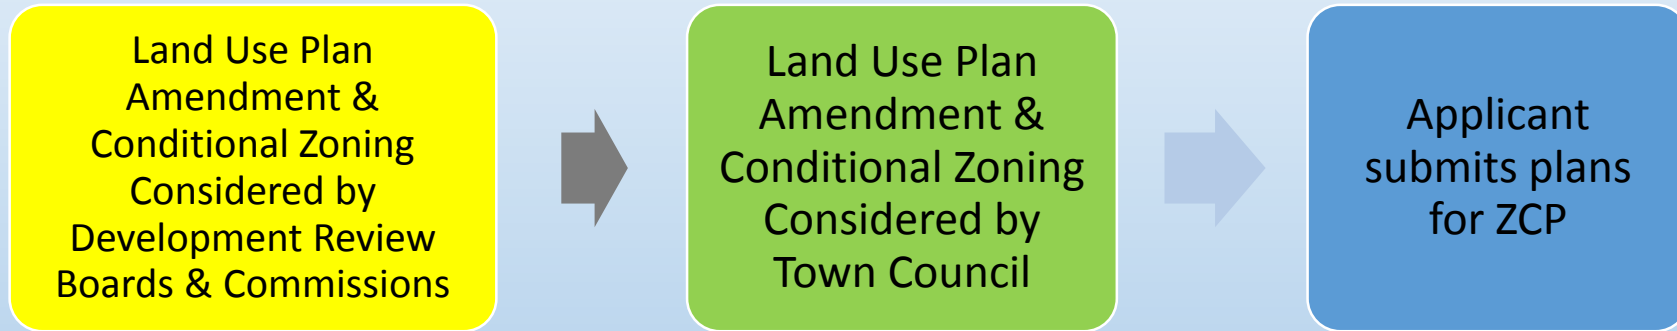 Land Use Plan
Amendment &
Conditional Zoning
Considered by
Development Review
Boards & Commissions
Land Use Plan
Amendment &
Conditional Zoning
Considered by
Town Council
Applicant
submits plans
for ZCP